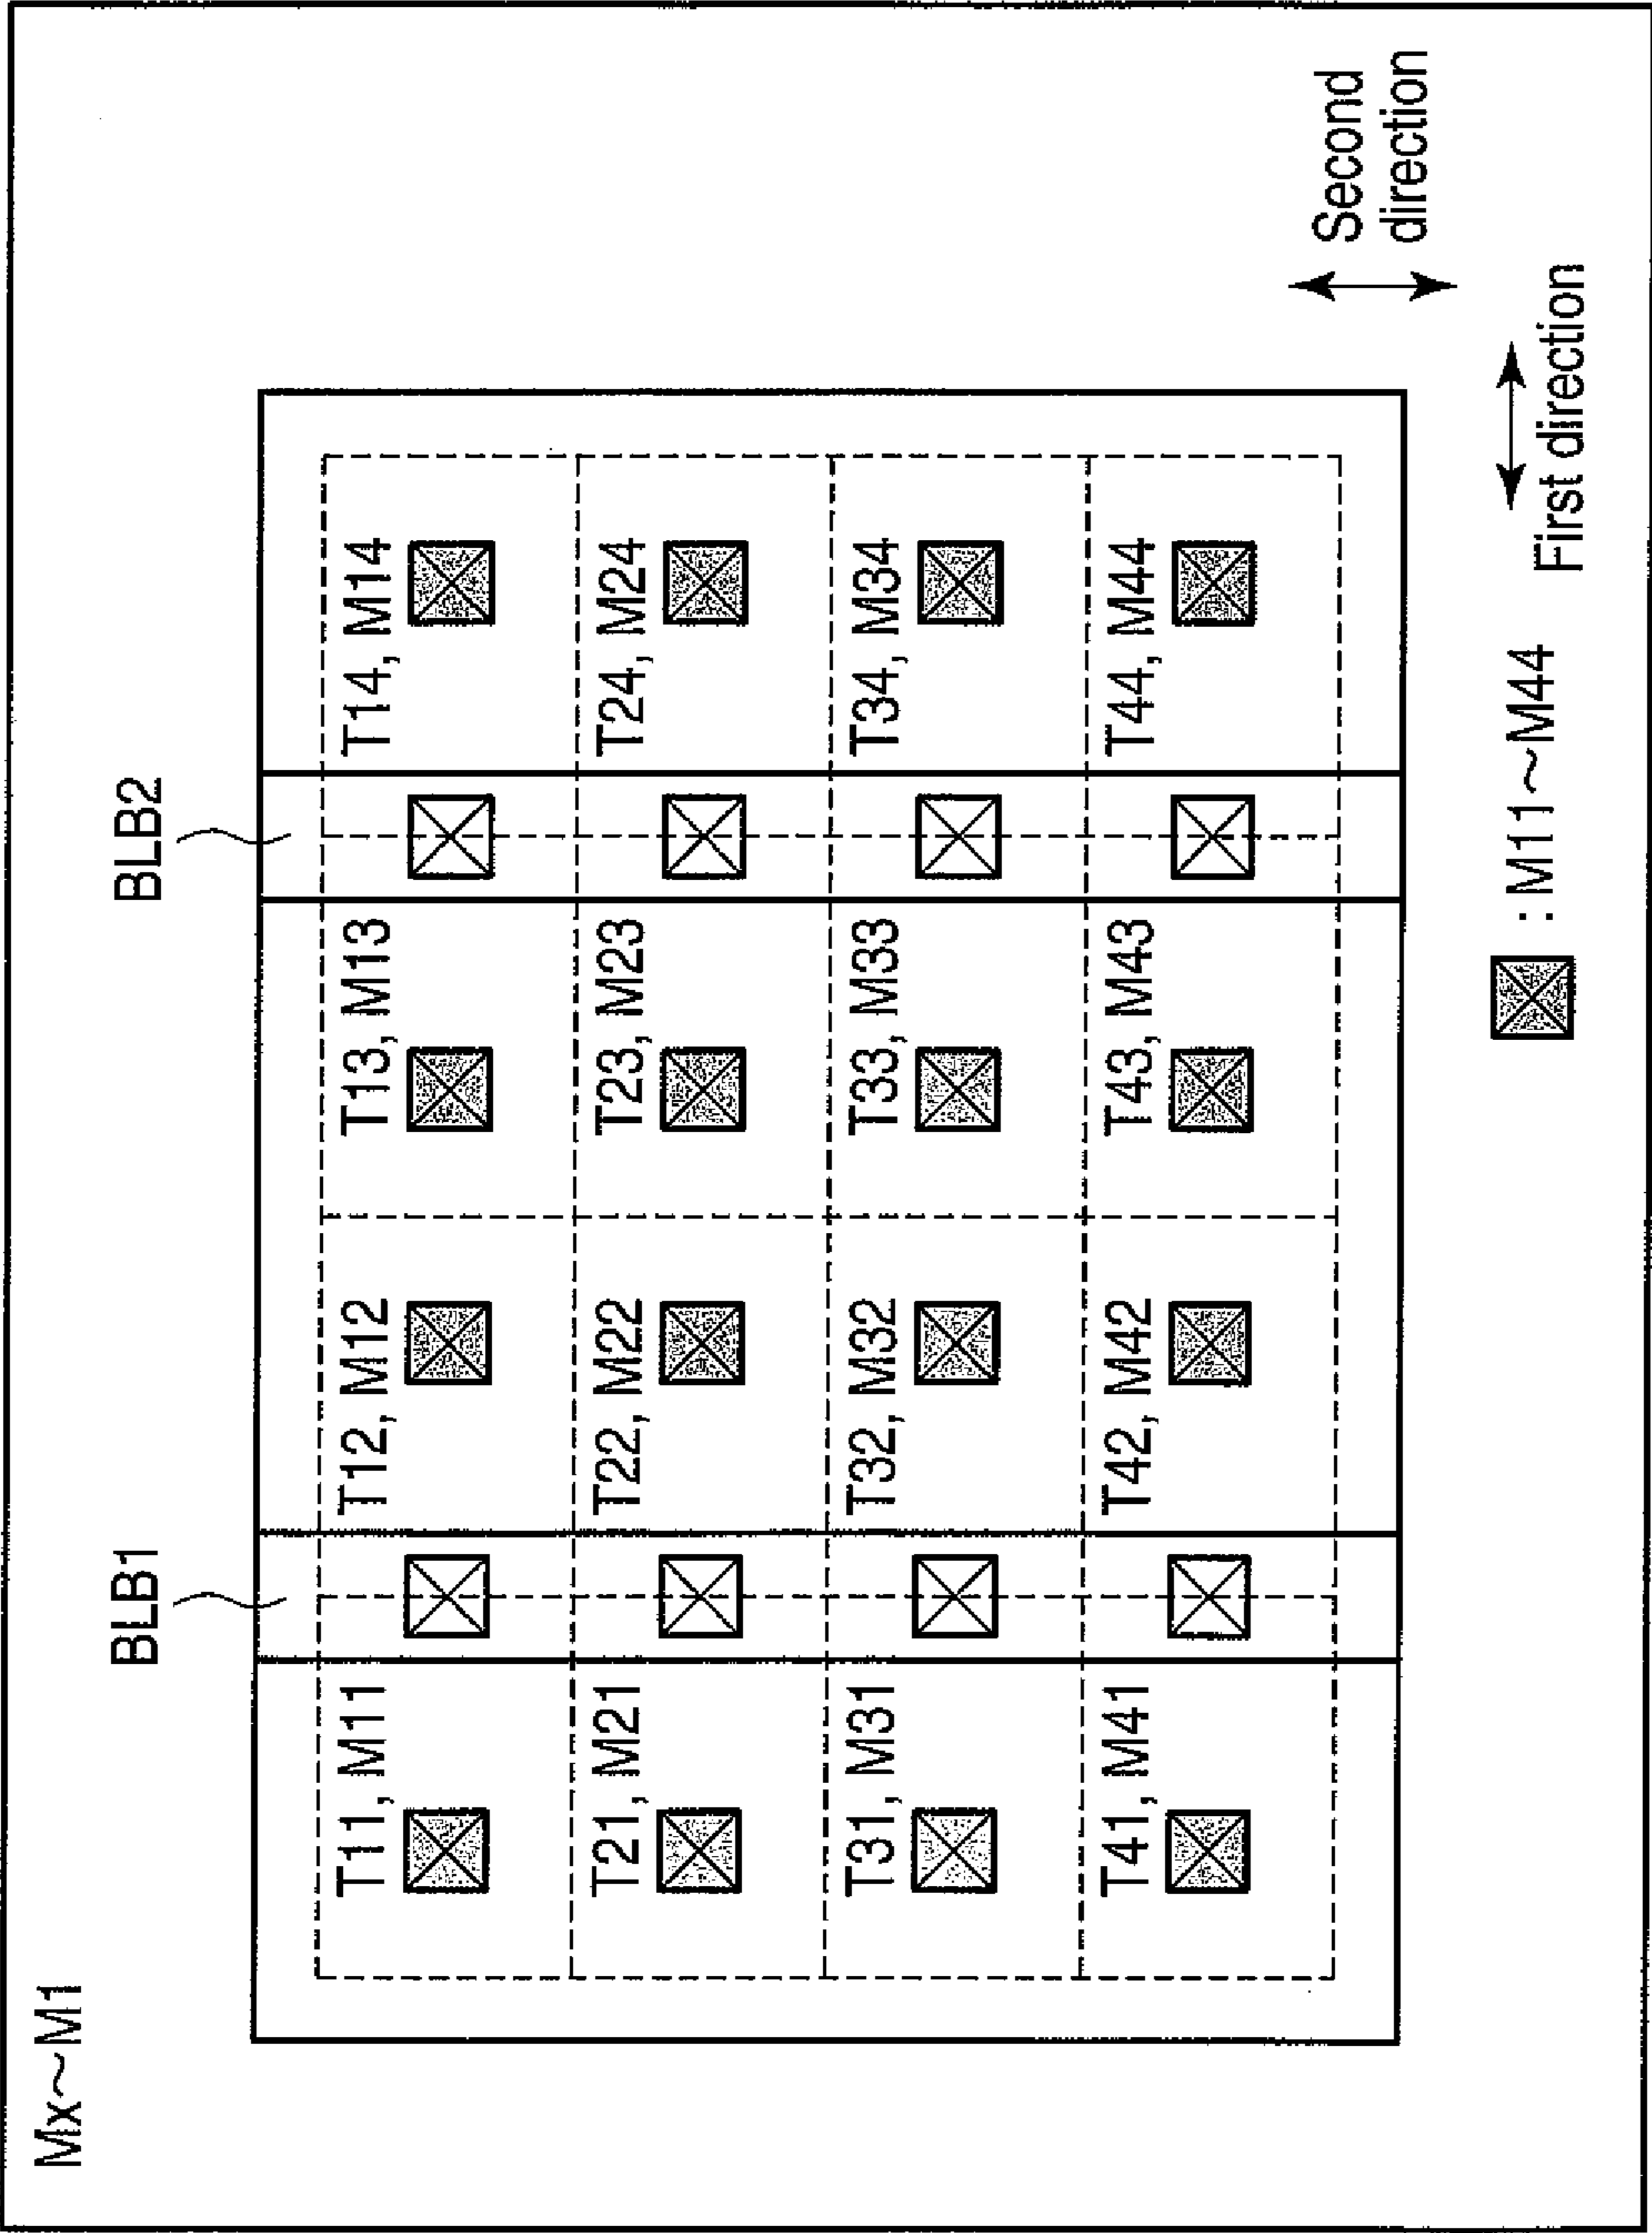 Mx~M1
BLB1
BLB2
T11, M11
T12, M12
T13, M13
T14, M14
T21, M21
T22, M22
T23, M23
T24, M24
T31, M31
T32, M32
T33, M33
T34, M34
T41, M41
T42, M42
T43, M43
T44, M44
Second
direction
: M11~M44
First direction